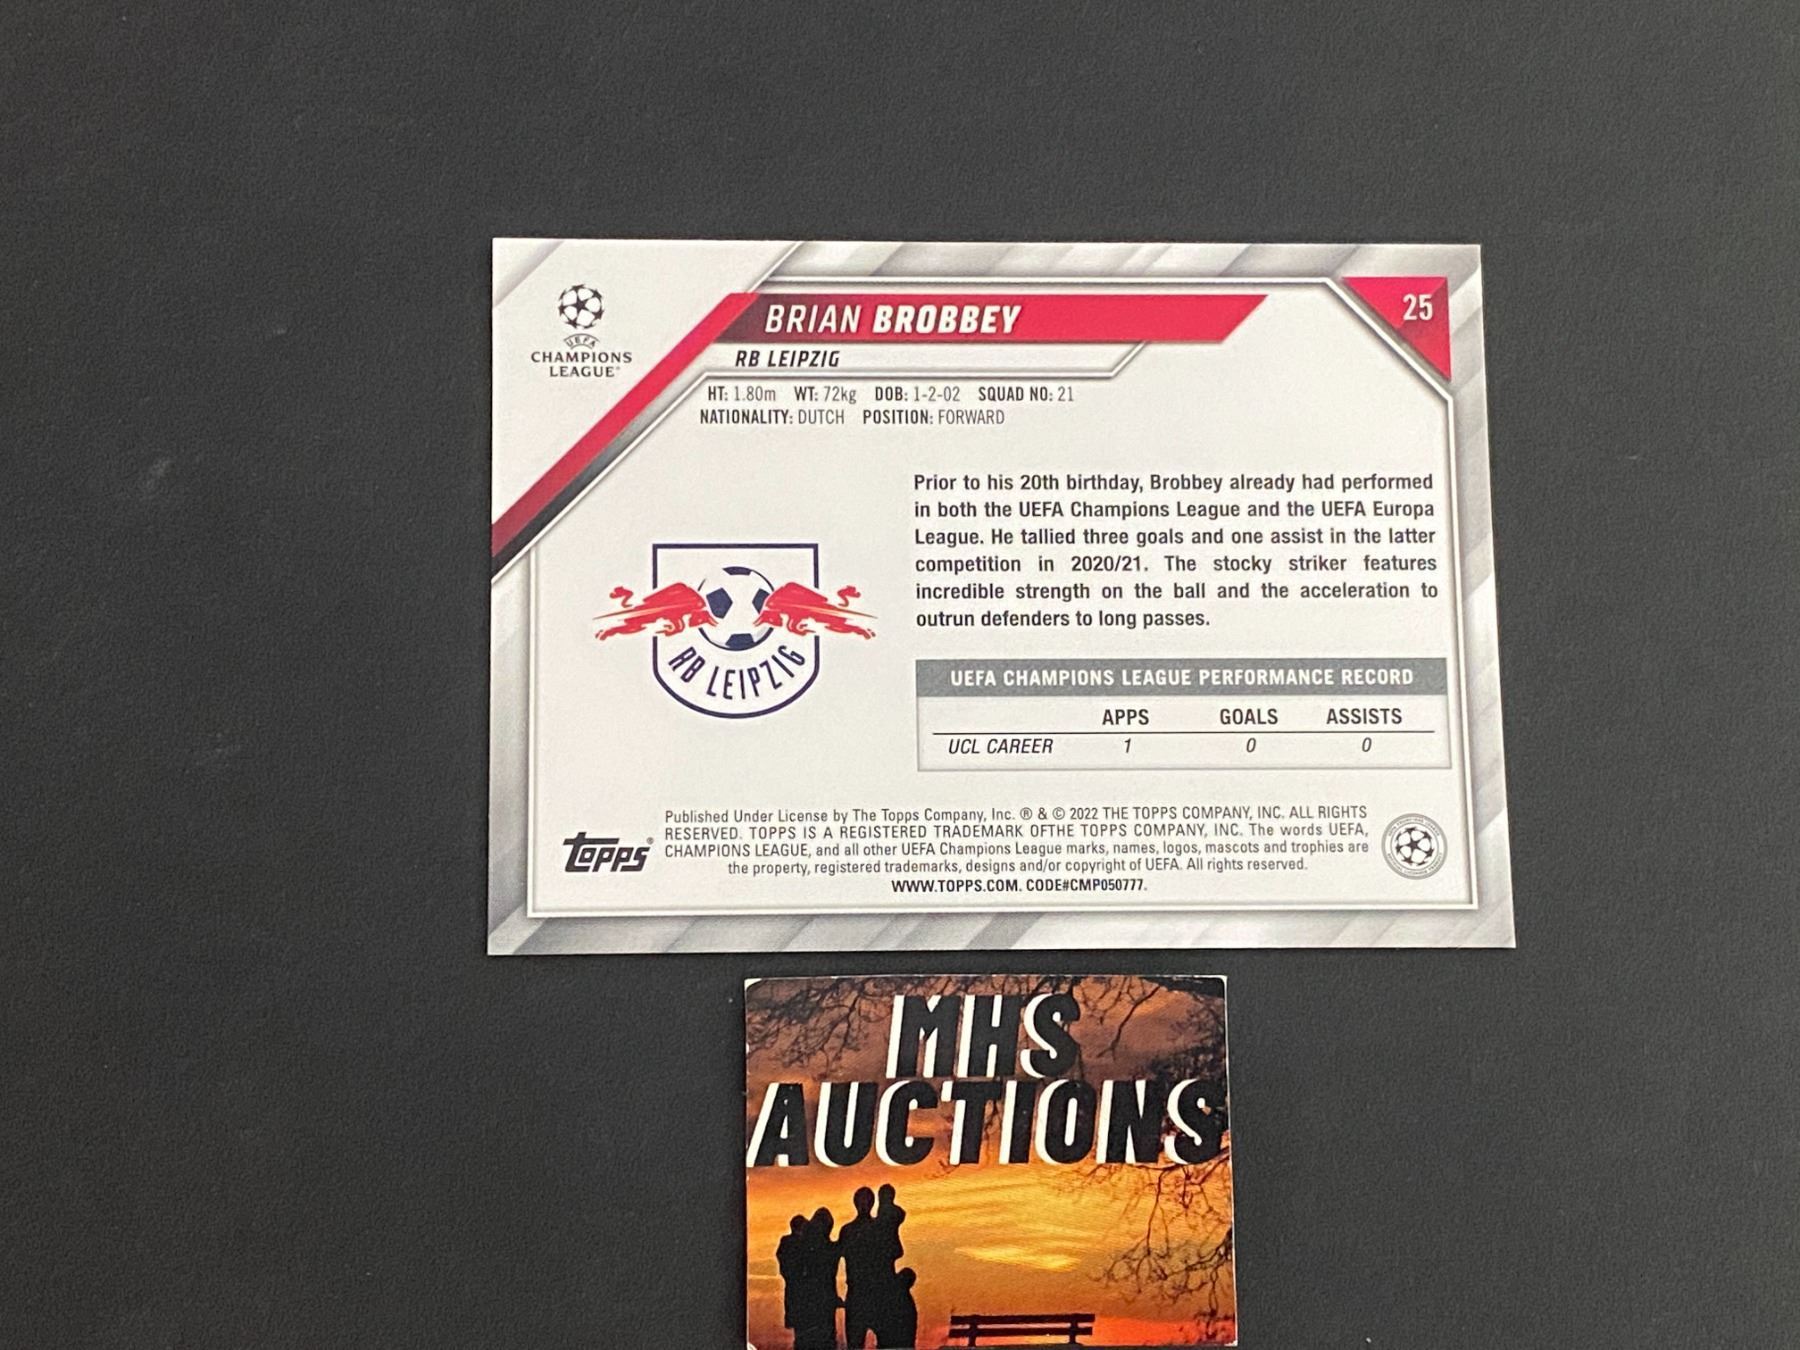 UEFA
CHAMPIONS
LEAGUE
BRIAN BROBBEY
25
RB LEIPZIG
HT: 1.80m WT: 72kg DOB: 1-2-02 SQUAD NO: 21
NATIONALITY: DUTCH POSITION: FORWARD
Prior to his 20th birthday, Brobbey already had performed
in both the UEFA Champions League and the UEFA Europa
League. He tallied three goals and one assist in the latter
competition in 2020/21. The stocky striker features
incredible strength on the ball and the acceleration to
outrun defenders to long passes.
RB LEIPZIG
UEFA CHAMPIONS LEAGUE PERFORMANCE RECORD
APPS GOALS ASSISTS
UCL CAREER 1 0 0
Topps®
Published Under License by The Topps Company, Inc. ® & © 2022 THE TOPPS COMPANY, INC. ALL RIGHTS
RESERVED. TOPPS IS A REGISTERED TRADEMARK OFTHE TOPPS COMPANY, INC. The words UEFA,
CHAMPIONS LEAGUE, and all other UEFA Champions League marks, names, logos, mascots and trophies are
the property, registered trademarks, designs and/or copyright of UEFA. All rights reserved.
WWW.TOPPS.COM. CODE#CMP050777.
MHS
AUCTIONS